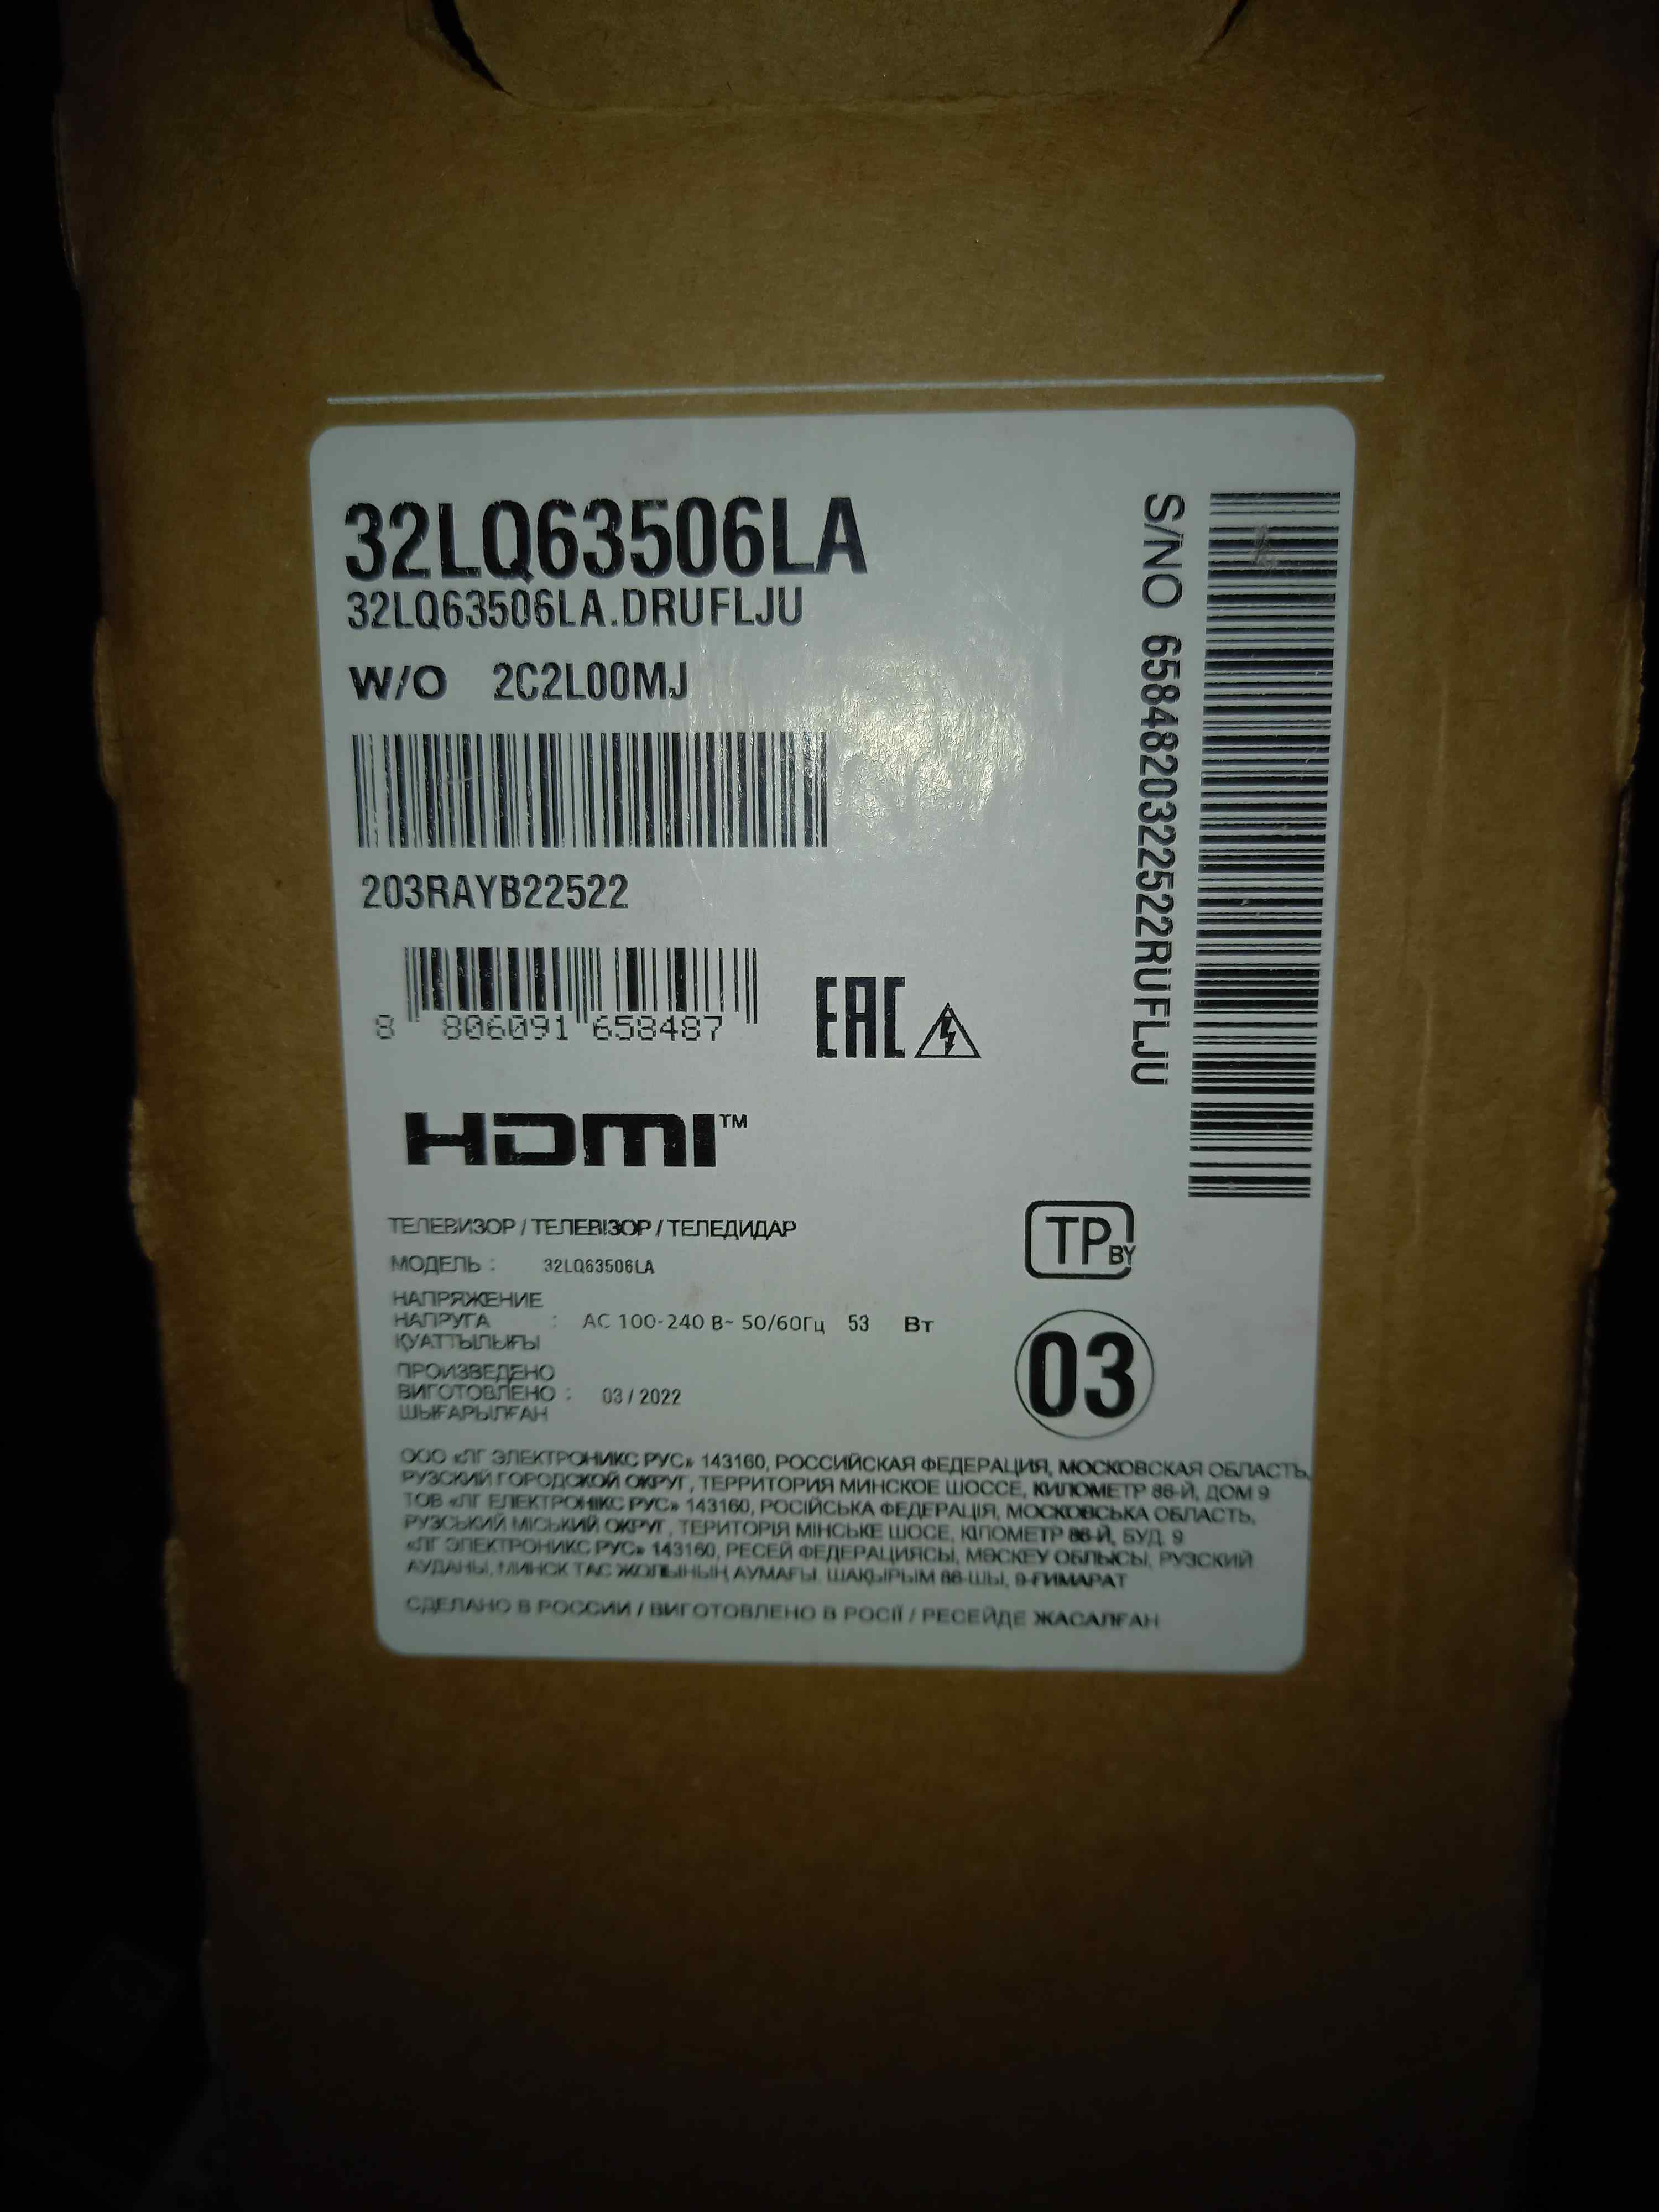 32LQ63506LA
32LQ63506LA.DRUFLJU
W/O 2C2L00MJ
203RAYB22522
8 806091 658487
EAC
HDMI™
S/NO 6584820322522RUFLJU
ТЕЛЕВИЗОР / ТЕЛЕВІЗОР / ТЕЛЕДИДАР
МОДЕЛЬ : 32LQ63506LA
НАПРЯЖЕНИЕ
НАПРУГА : AC 100-240 В~ 50/60Гц 53 Вт
ҚУАТТЫЛЫҒЫ
ПРОИЗВЕДЕНО
ВИГОТОВЛЕНО : 03 / 2022
ШЫҒАРЫЛҒАН
TP BY
03
ООО «ЛГ ЭЛЕКТРОНИКС РУС» 143160, РОССИЙСКАЯ ФЕДЕРАЦИЯ, МОСКОВСКАЯ ОБЛАСТЬ,
РУЗСКИЙ ГОРОДСКОЙ ОКРУГ, ТЕРРИТОРИЯ МИНСКОЕ ШОССЕ, КИЛОМЕТР 86-Й, ДОМ 9
ТОВ «ЛГ ЕЛЕКТРОНІКС РУС» 143160, РОСІЙСЬКА ФЕДЕРАЦІЯ, МОСКОВСЬКА ОБЛАСТЬ,
РУЗСЬКИЙ МІСЬКИЙ ОКРУГ, ТЕРИТОРІЯ МІНСЬКЕ ШОСЕ, КІЛОМЕТР 86-Й, БУД. 9
«ЛГ ЭЛЕКТРОНИКС РУС» 143160, РЕСЕЙ ФЕДЕРАЦИЯСЫ, МӘСКЕУ ОБЛЫСЫ, РУЗСКИЙ
АУДАНЫ, МИНСК ТАС ЖОЛЫНЫҢ АУМАҒЫ. ШАҚЫРЫМ 86-ШЫ, 9-ҒИМАРАТ
СДЕЛАНО В РОССИИ / ВИГОТОВЛЕНО В РОСІЇ / РЕСЕЙДЕ ЖАСАЛҒАН